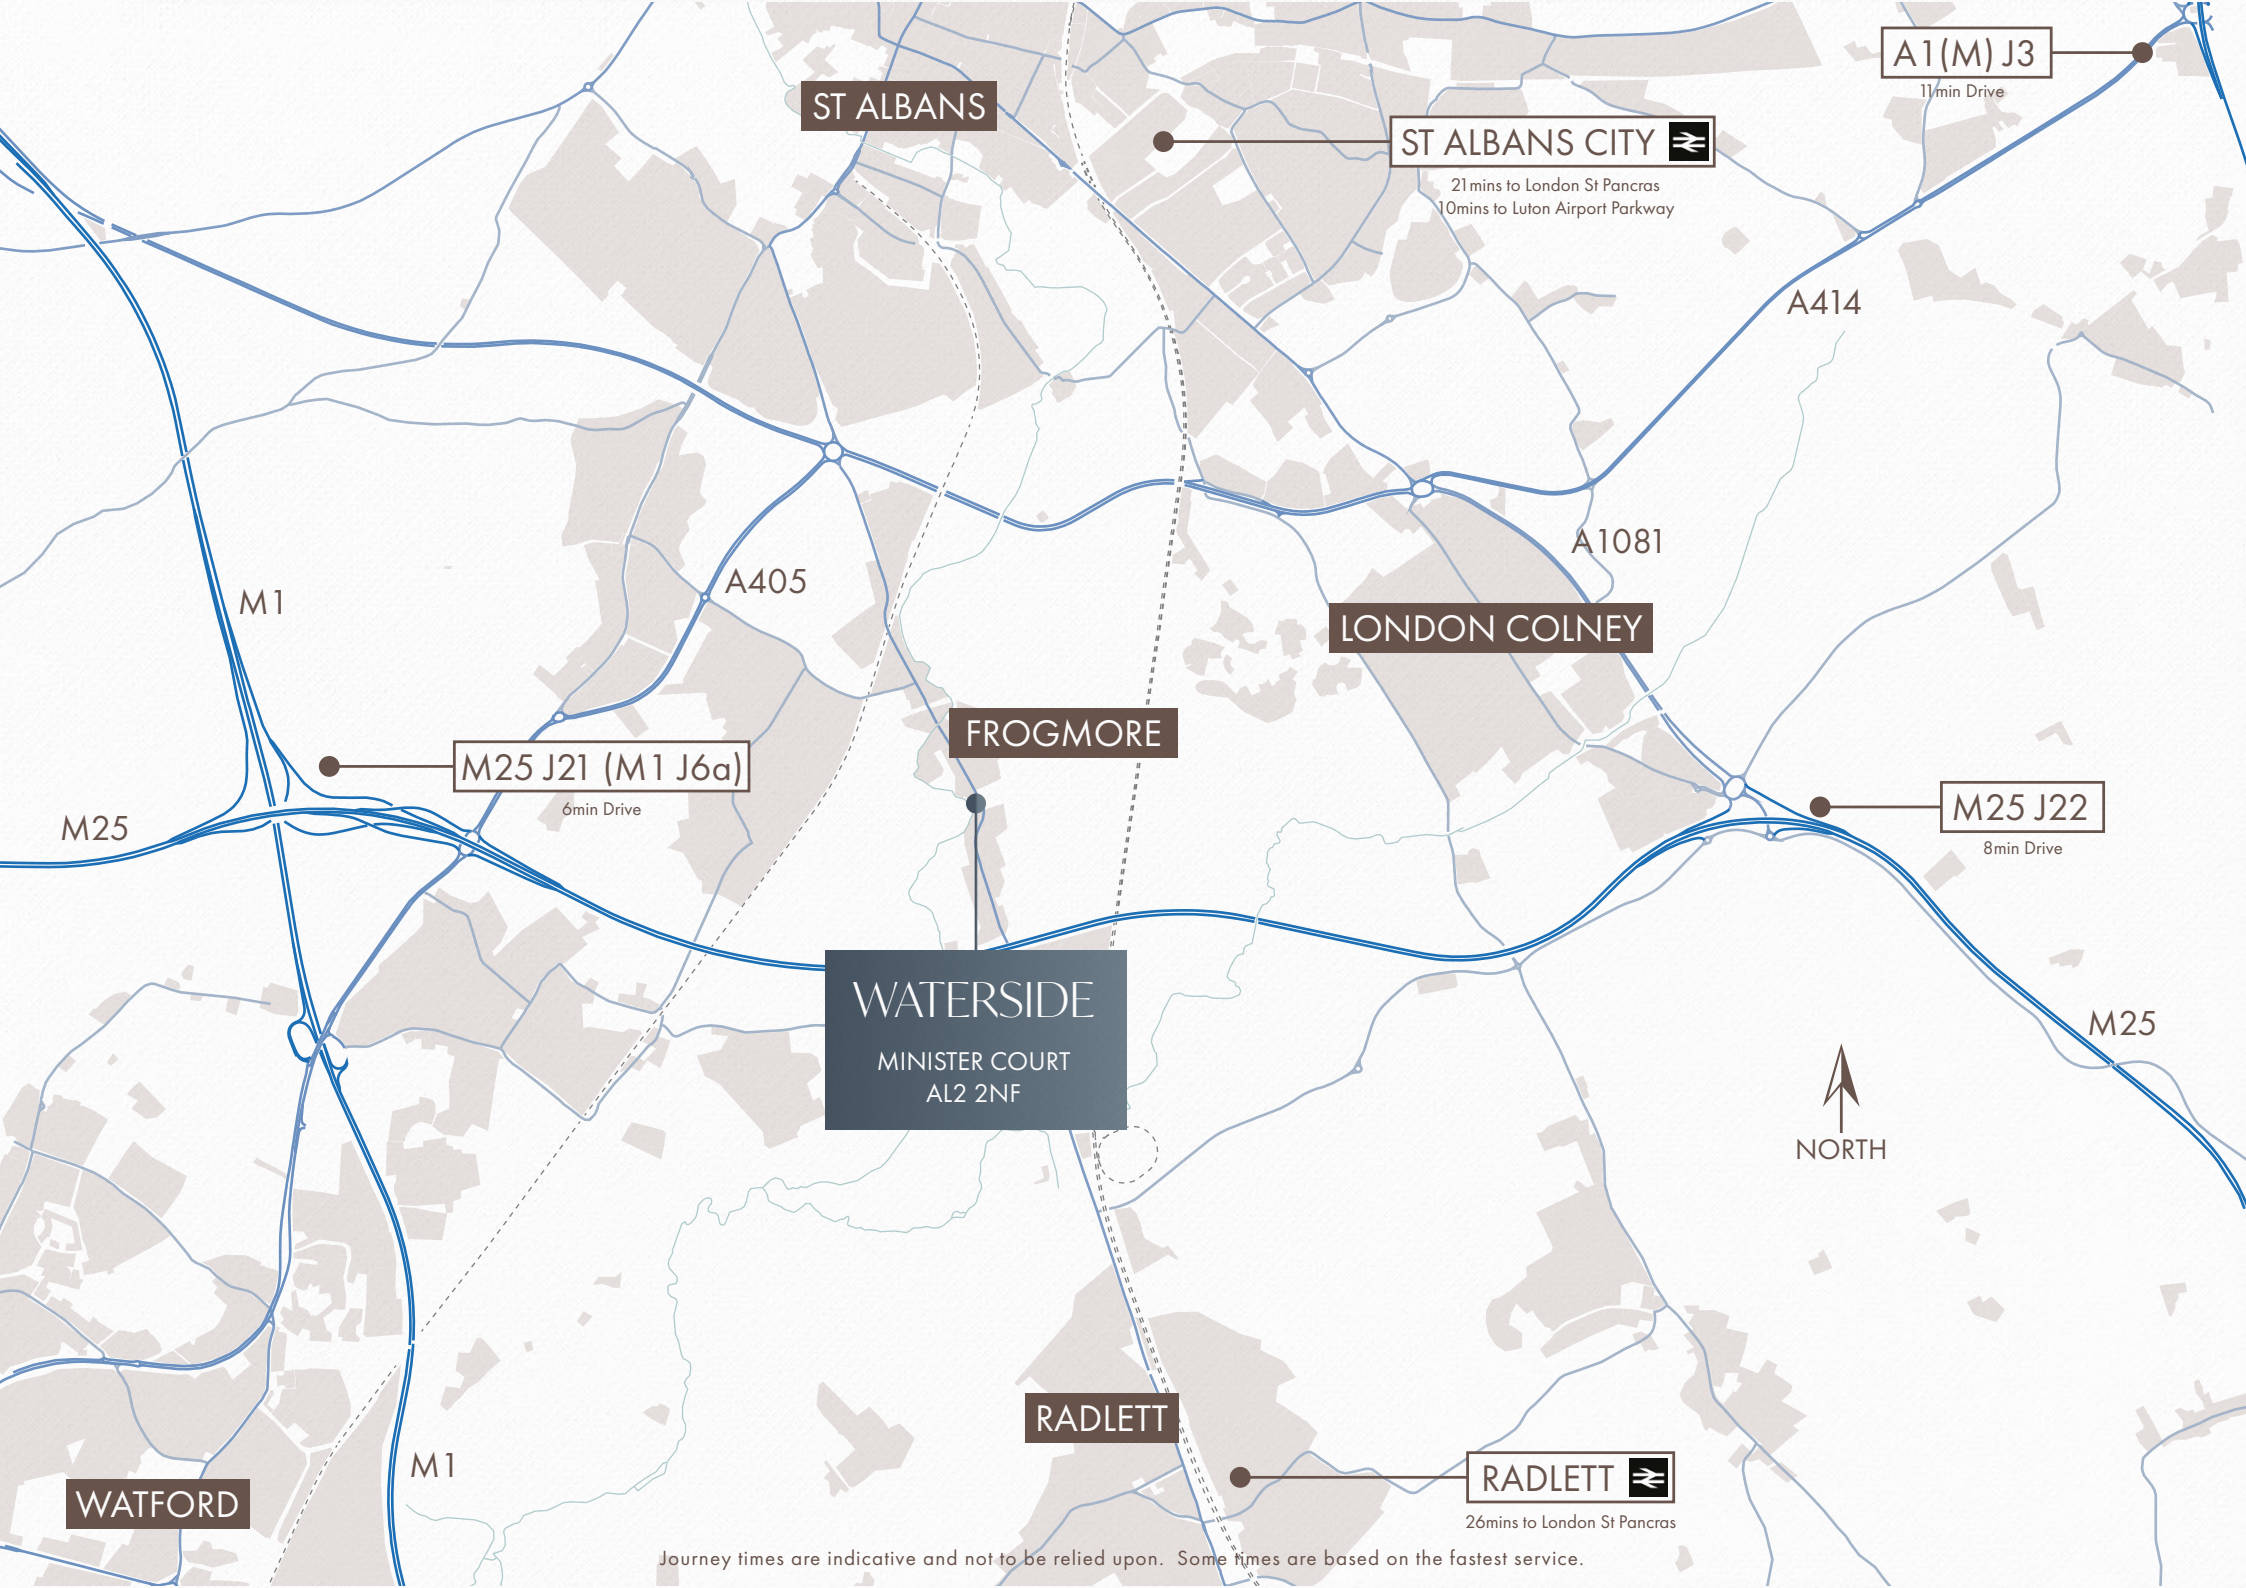 A1(M) J3
11min Drive
ST ALBANS
ST ALBANS CITY
21mins to London St Pancras
10mins to Luton Airport Parkway
A414
A1081
A405
M1
LONDON COLNEY
FROGMORE
M25 J21 (M1 J6a)
6min Drive
M25
M25 J22
8min Drive
WATERSIDE
MINISTER COURT
AL2 2NF
M25
NORTH
RADLETT
M1
RADLETT
26mins to London St Pancras
WATFORD
Journey times are indicative and not to be relied upon. Some times are based on the fastest service.